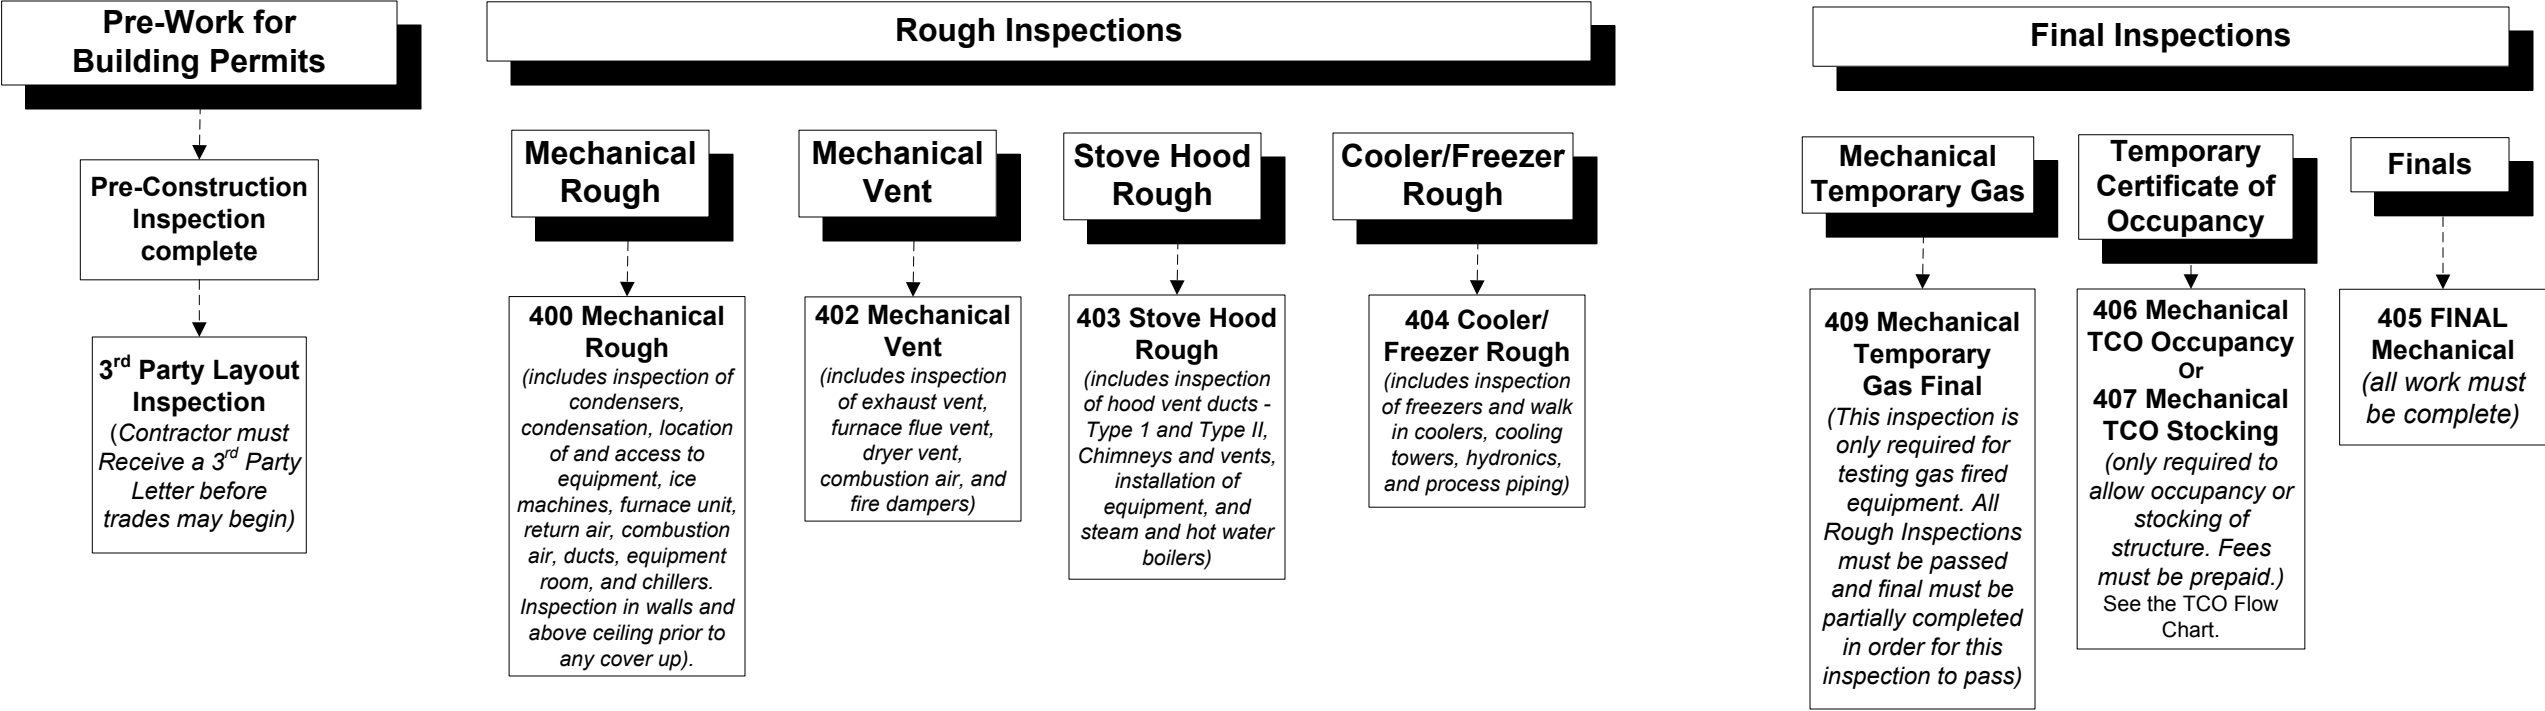 Pre-Work for
Building Permits
Pre-Construction
Inspection
complete
3rd Party Layout
Inspection
(Contractor must
Receive a 3rd Party
Letter before
trades may begin)
Rough Inspections
Mechanical
Rough
400 Mechanical
Rough
(includes inspection of
condensers,
condensation, location
of and access to
equipment, ice
machines, furnace unit,
return air, combustion
air, ducts, equipment
room, and chillers.
Inspection in walls and
above ceiling prior to
any cover up).
Mechanical
Vent
402 Mechanical
Vent
(includes inspection
of exhaust vent,
furnace flue vent,
dryer vent,
combustion air, and
fire dampers)
Stove Hood
Rough
403 Stove Hood
Rough
(includes inspection
of hood vent ducts -
Type 1 and Type II,
Chimneys and vents,
installation of
equipment, and
steam and hot water
boilers)
Cooler/Freezer
Rough
404 Cooler/
Freezer Rough
(includes inspection
of freezers and walk
in coolers, cooling
towers, hydronics,
and process piping)
Final Inspections
Mechanical
Temporary Gas
409 Mechanical
Temporary
Gas Final
(This inspection is
only required for
testing gas fired
equipment. All
Rough Inspections
must be passed
and final must be
partially completed
in order for this
inspection to pass)
Temporary
Certificate of
Occupancy
406 Mechanical
TCO Occupancy
Or
407 Mechanical
TCO Stocking
(only required to
allow occupancy or
stocking of
structure. Fees
must be prepaid.)
See the TCO Flow
Chart.
Finals
405 FINAL
Mechanical
(all work must
be complete)